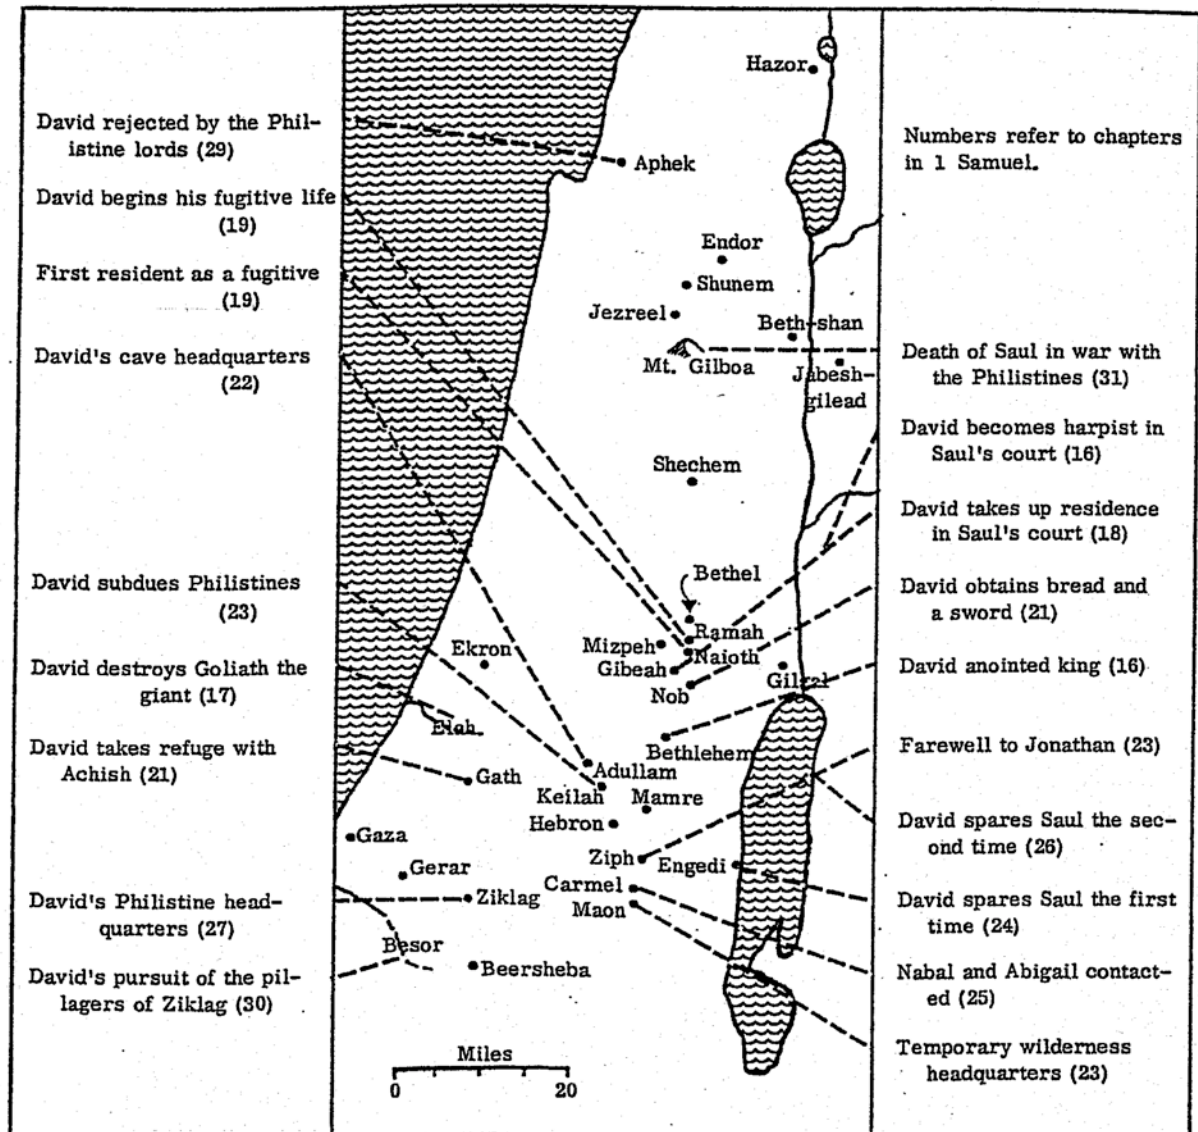 David rejected by the Phil-
istine lords (29)
David begins his fugitive life
(19)
First resident as a fugitive
(19)
David's cave headquarters
(22)
David subdues Philistines
(23)
David destroys Goliath the
giant (17)
David takes refuge with
Achish (21)
David's Philistine head-
quarters (27)
David's pursuit of the pil-
lagers of Ziklag (30)
Hazor
Aphek
Endor
Shunem
Jezreel
Beth-shan
Mt. Gilboa
Jabesh-
gilead
Shechem
Bethel
Ramah
Mizpeh
Naioth
Gibeah
Ekron
Gilgal
Nob
Elah
Bethlehem
Adullam
Gath
Keilah
Mamre
Hebron
Gaza
Ziph
Engedi
Gerar
Carmel
Ziklag
Maon
Besor
Beersheba
Miles
0 20
Numbers refer to chapters
in 1 Samuel.
Death of Saul in war with
the Philistines (31)
David becomes harpist in
Saul's court (16)
David takes up residence
in Saul's court (18)
David obtains bread and
a sword (21)
David anointed king (16)
Farewell to Jonathan (23)
David spares Saul the sec-
ond time (26)
David spares Saul the first
time (24)
Nabal and Abigail contact-
ed (25)
Temporary wilderness
headquarters (23)